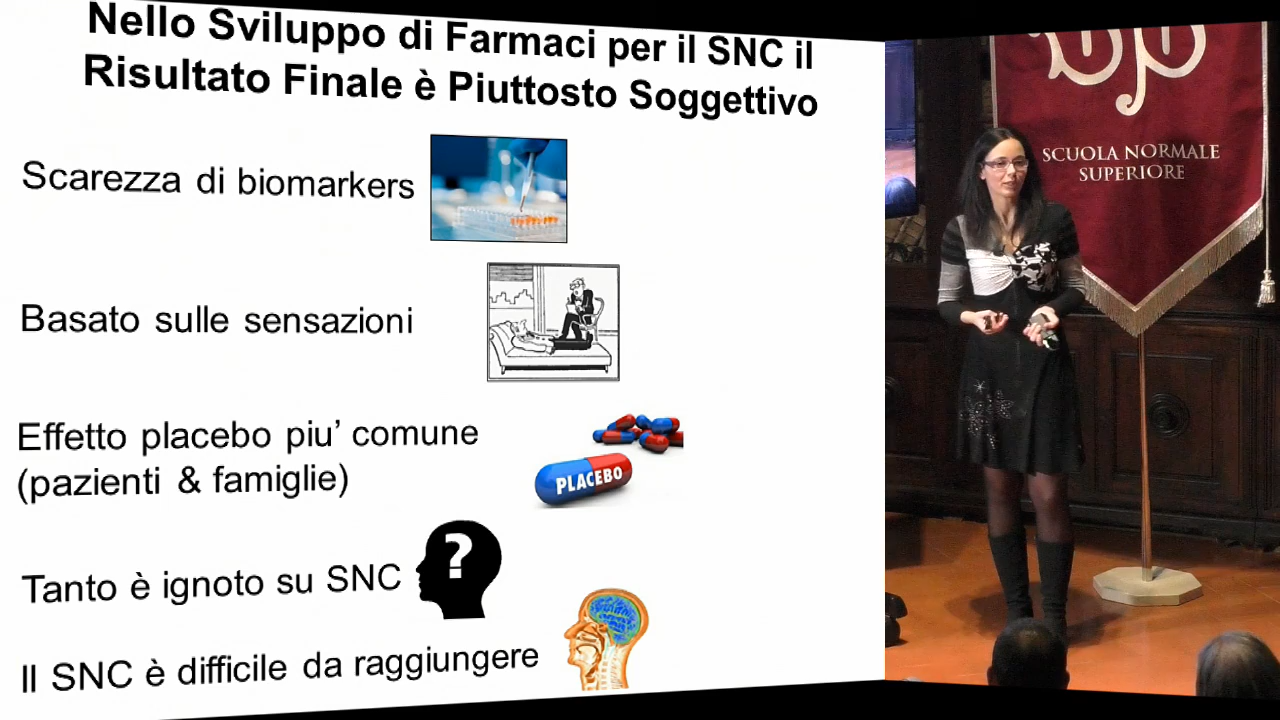 Nello Sviluppo di Farmaci per il SNC il
Risultato Finale è Piuttosto Soggettivo
Scarezza di biomarkers
Basato sulle sensazioni
Effetto placebo piu' comune
(pazienti & famiglie)
PLACEBO
Tanto è ignoto su SNC
?
Il SNC è difficile da raggiungere
SCUOLA NORMALE
SUPERIORE